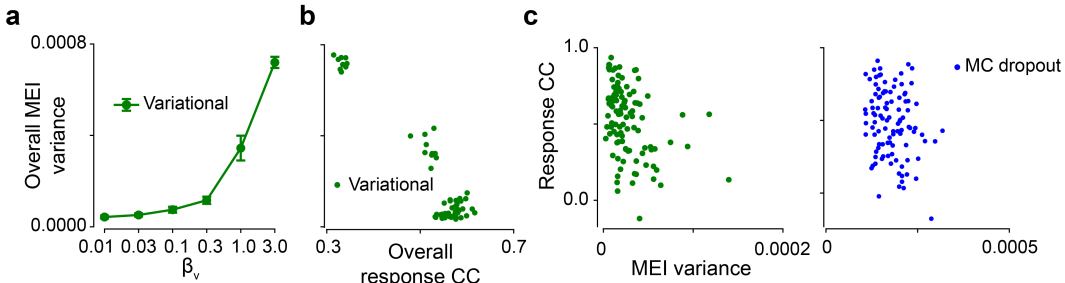 a
Overall MEI
variance
0.0008
0.0000
Variational
0.01 0.03 0.1 0.3 1.0 3.0
βv
b
Variational
0.3 0.7
Overall
response CC
c
Response CC
1.0
0.0
0 0.0002
MEI variance
MC dropout
0 0.0005